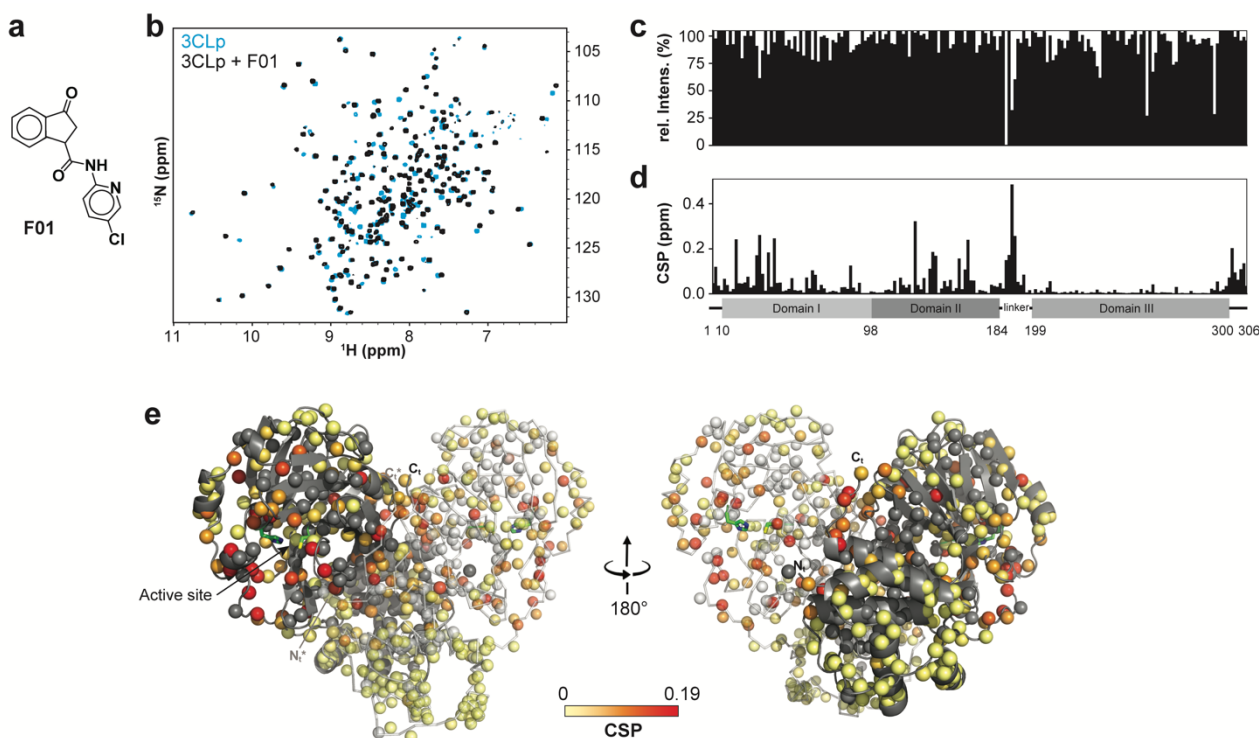 a
O
O
NH
N
Cl
F01
b
3CLp
3CLp + F01
105
110
115
120
125
130
¹⁵N (ppm)
11 10 9 8 7
¹H (ppm)
c
100
75
50
25
0
rel. Intens. (%)
d
0.4
0.2
0.0
CSP (ppm)
Domain I Domain II linker Domain III
1 10 98 184 199 300 306
e
Cₜ* Cₜ
Active site
Nₜ*
180°
Cₜ
Nₜ
0 0.19
CSP